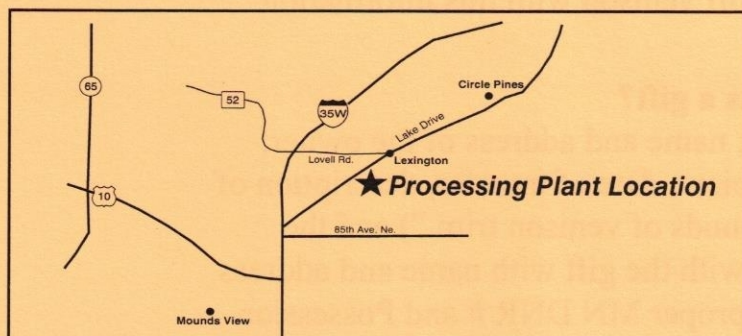 65
52
35W
Circle Pines
Lake Drive
Lovell Rd.
Lexington
10
Processing Plant Location
85th Ave. Ne.
Mounds View